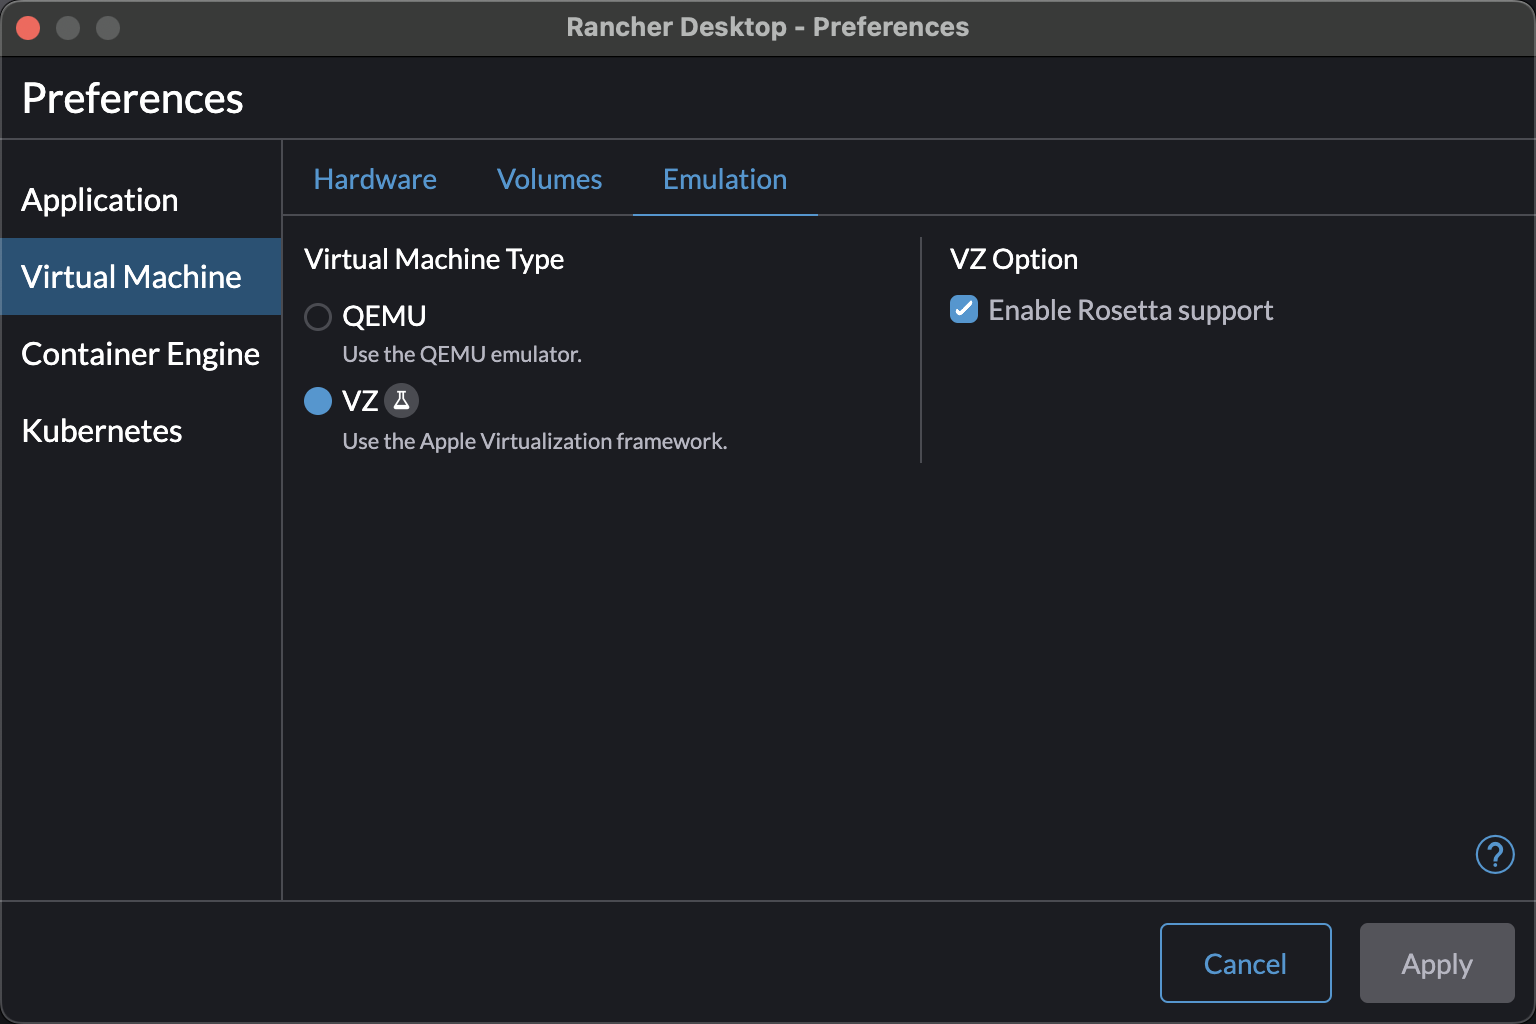 Rancher Desktop - Preferences
Preferences
Application
Virtual Machine
Container Engine
Kubernetes
Hardware
Volumes
Emulation
Virtual Machine Type
QEMU
Use the QEMU emulator.
VZ
Use the Apple Virtualization framework.
VZ Option
Enable Rosetta support
?
Cancel
Apply